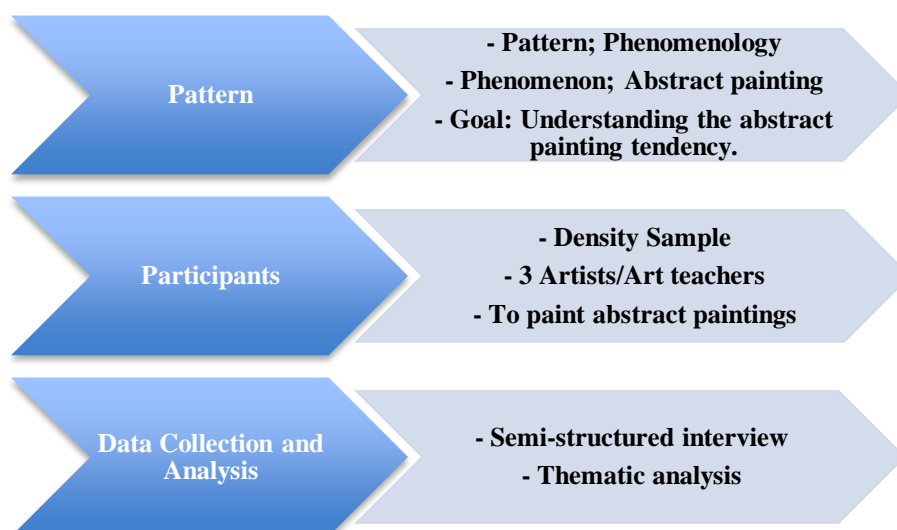 Pattern
- Pattern; Phenomenology
- Phenomenon; Abstract painting
- Goal: Understanding the abstract
painting tendency.
Participants
- Density Sample
- 3 Artists/Art teachers
- To paint abstract paintings
Data Collection and
Analysis
- Semi-structured interview
- Thematic analysis